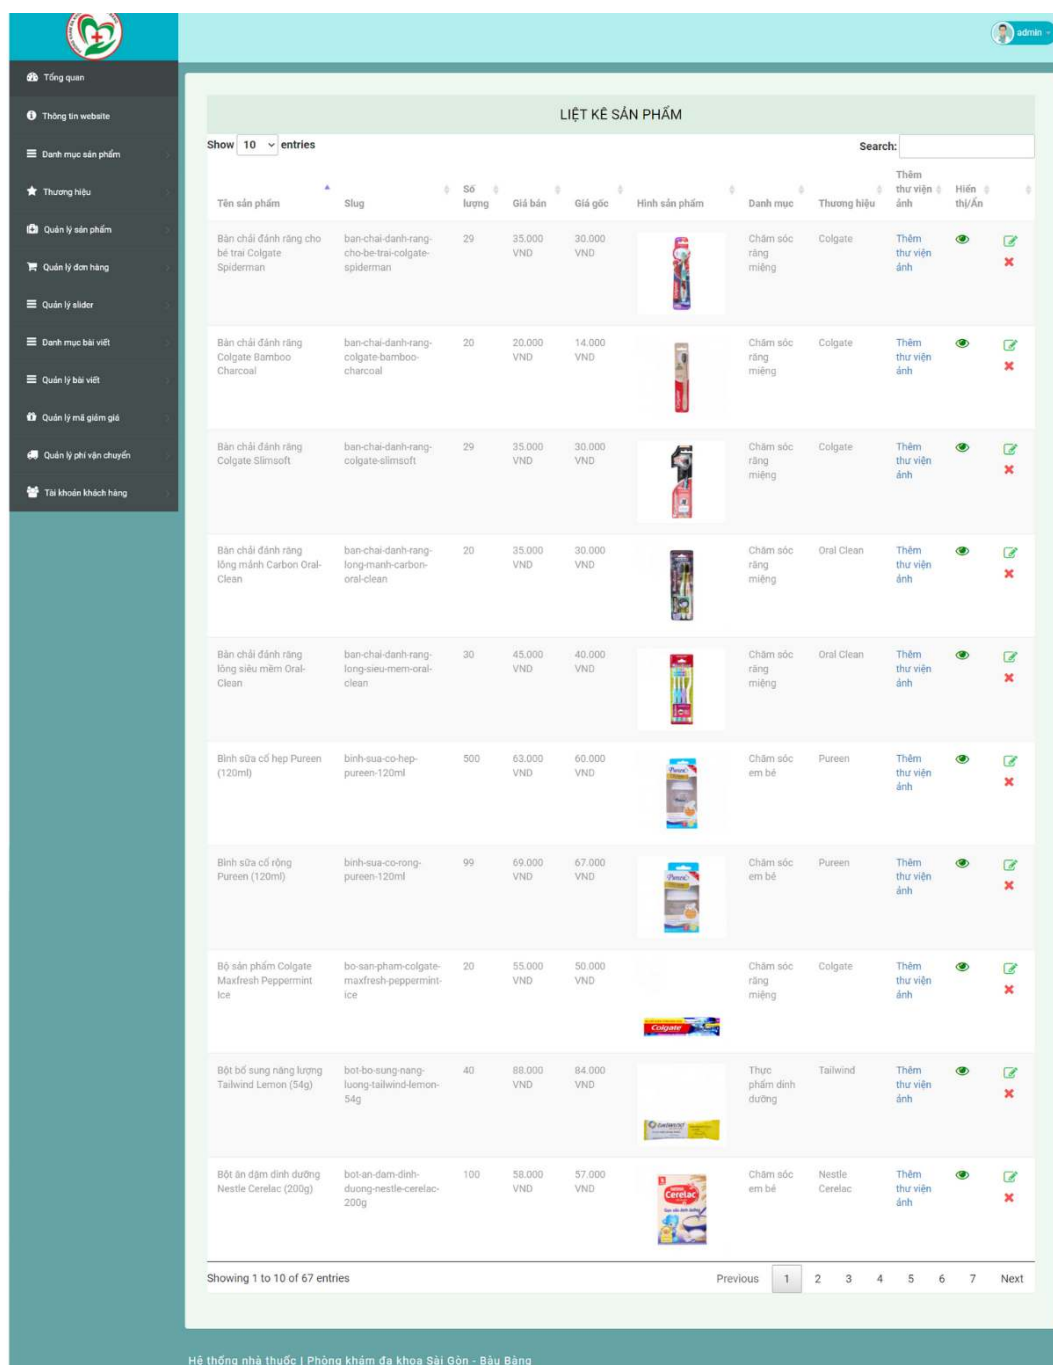 admin
Tổng quan
Thông tin website
Danh mục sản phẩm
Thương hiệu
Quản lý sản phẩm
Quản lý đơn hàng
Quản lý slider
Danh mục bài viết
Quản lý bài viết
Quản lý mã giảm giá
Quản lý phí vận chuyển
Tài khoản khách hàng
LIỆT KÊ SẢN PHẨM
Show 10 entries
Search:
Tên sản phẩm Slug Số lượng Giá bán Giá gốc Hình sản phẩm Danh mục Thương hiệu Thêm thư viện ảnh Hiển thị/Ẩn
Bàn chải đánh răng cho ban-chai-danh-rang- 29 35.000 30.000 Chăm sóc Colgate Thêm
bé trai Colgate cho-be-trai-colgate- VND VND răng thư viện
Spiderman spiderman miệng ảnh
Bàn chải đánh răng ban-chai-danh-rang- 20 20.000 14.000 Chăm sóc Colgate Thêm
Colgate Bamboo colgate-bamboo- VND VND răng thư viện
Charcoal charcoal miệng ảnh
Colgate
Bàn chải đánh răng ban-chai-danh-rang- 29 35.000 30.000 Chăm sóc Colgate Thêm
Colgate Slimsoft colgate-slimsoft VND VND răng thư viện
miệng ảnh
Bàn chải đánh răng ban-chai-danh-rang- 20 35.000 30.000 Chăm sóc Oral Clean Thêm
lông mảnh Carbon Oral- long-manh-carbon- VND VND răng thư viện
Clean oral-clean miệng ảnh
Bàn chải đánh răng ban-chai-danh-rang- 30 45.000 40.000 Chăm sóc Oral Clean Thêm
lông siêu mềm Oral- long-sieu-mem-oral- VND VND răng thư viện
Clean clean miệng ảnh
Bình sữa cổ hẹp Pureen binh-sua-co-hep- 500 63.000 60.000 Chăm sóc Pureen Thêm
(120ml) pureen-120ml VND VND em bé thư viện
ảnh
Pureen
Bình sữa cổ rộng binh-sua-co-rong- 99 69.000 67.000 Chăm sóc Pureen Thêm
Pureen (120ml) pureen-120ml VND VND em bé thư viện
ảnh
Pureen
Bộ sản phẩm Colgate bo-san-pham-colgate- 20 55.000 50.000 Chăm sóc Colgate Thêm
Maxfresh Peppermint maxfresh-peppermint- VND VND răng thư viện
Ice ice miệng ảnh
Colgate
Bột bổ sung năng lượng bot-bo-sung-nang- 40 88.000 84.000 Thực Tailwind Thêm
Tailwind Lemon (54g) luong-tailwind-lemon- VND VND phẩm dinh thư viện
54g dưỡng ảnh
tailwind
Bột ăn dặm dinh dưỡng bot-an-dam-dinh- 100 58.000 57.000 Chăm sóc Nestle Thêm
Nestle Cerelac (200g) duong-nestle-cerelac- VND VND em bé Cerelac thư viện
200g ảnh
Cerelac
Showing 1 to 10 of 67 entries
Previous 1 2 3 4 5 6 7 Next
Hệ thống nhà thuốc | Phòng khám đa khoa Sài Gòn - Bàu Bàng